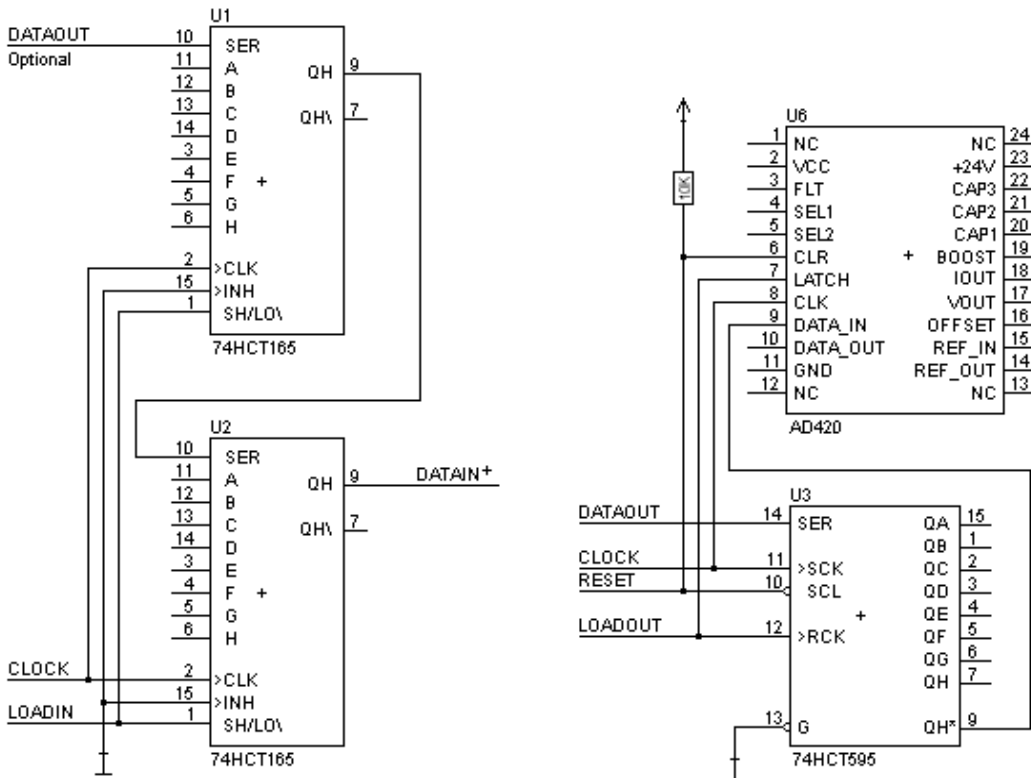 U1
DATAOUT 10 SER
Optional 11 A
QH 9
12 B
13 C
QH\ 7
14 D
3 E
4 F +
5 G
6 H
2 >CLK
15 >INH
1 SH/LO\
74HCT165
U2
10 SER
11 A
QH 9 DATAIN+
12 B
13 C
QH\ 7
14 D
3 E
4 F +
5 G
6 H
CLOCK 2 >CLK
15 >INH
LOADIN 1 SH/LO\
74HCT165
10K
U6
1 NC NC 24
2 VCC +24V 23
3 FLT CAP3 22
4 SEL1 CAP2 21
5 SEL2 CAP1 20
6 CLR + BOOST 19
7 LATCH IOUT 18
8 CLK VOUT 17
9 DATA_IN OFFSET 16
10 DATA_OUT REF_IN 15
11 GND REF_OUT 14
12 NC NC 13
AD420
U3
DATAOUT 14 SER QA 15
QB 1
CLOCK 11 >SCK QC 2
RESET 10 SCL QD 3
QE 4
+
LOADOUT 12 >RCK QF 5
QG 6
QH 7
13 G QH* 9
74HCT595